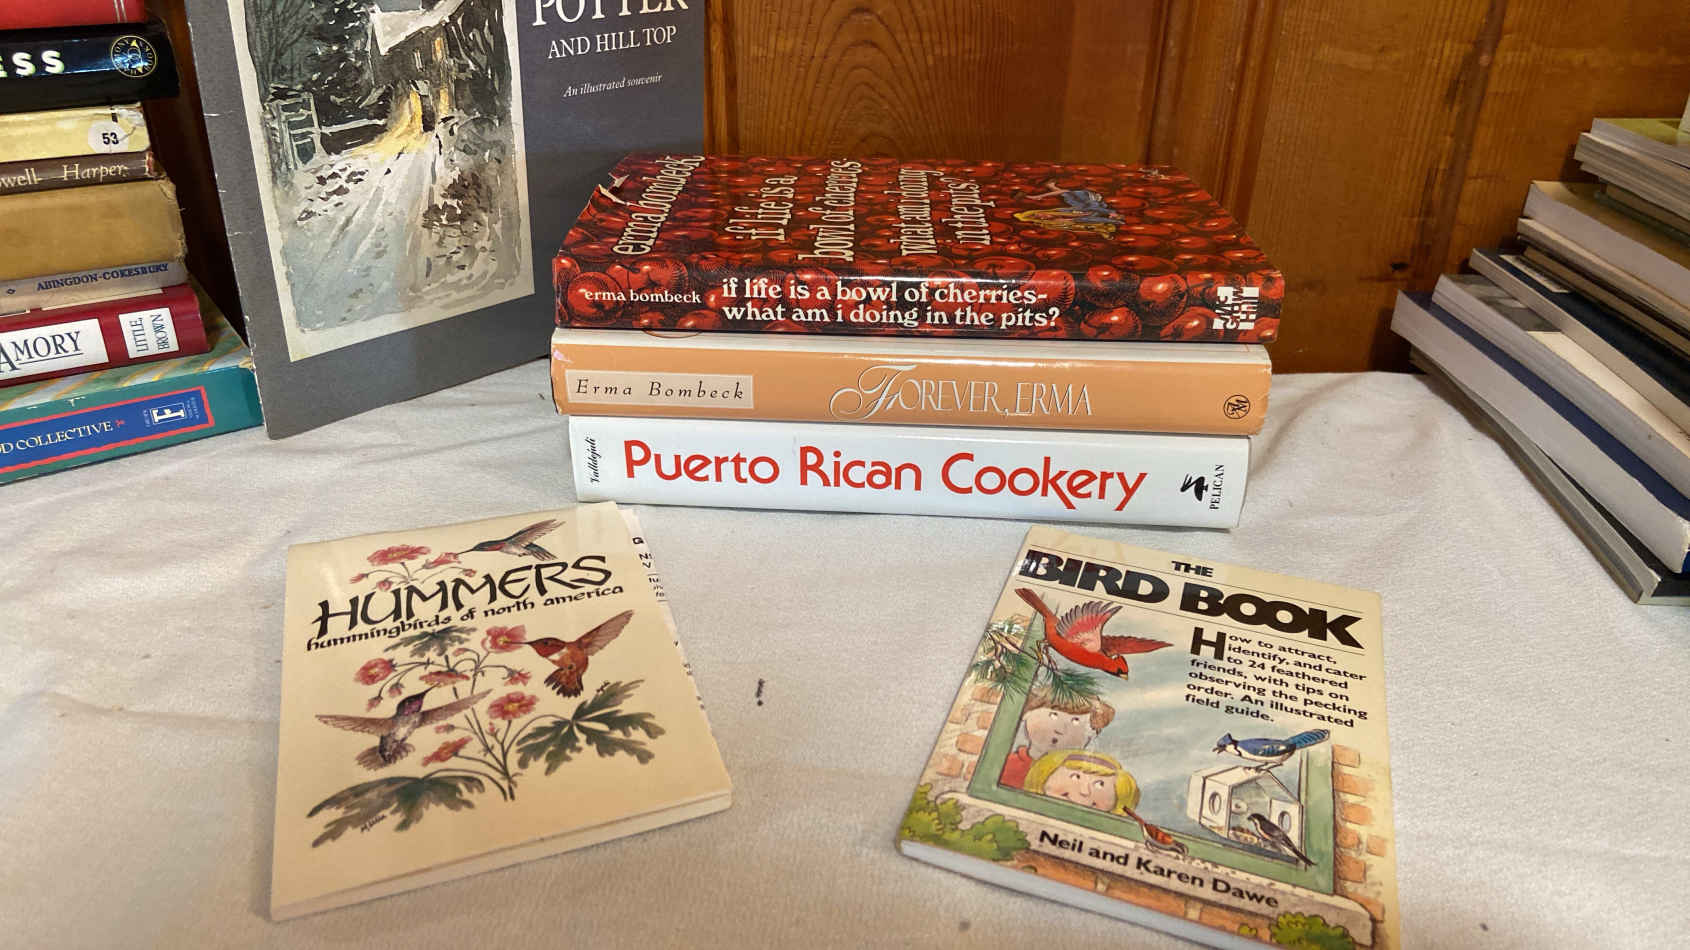 ESS
53
well- Harper-
ABINGDON-COKESBURY
AMORY
LITTLE,
BROWN
D COLLECTIVE
F
POTTER
AND HILL TOP
An illustrated souvenir
erma bombeck
if life is a
bowl of cherries-
what am i doing
in the pits?
erma bombeck
if life is a bowl of cherries-
what am i doing in the pits?
Erma Bombeck
FOREVER, ERMA
Valldejuli
Puerto Rican Cookery
PELICAN
HUMMERS
hummingbirds of north america
THE
BIRD BOOK
How to attract,
identify, and cater
to 24 feathered
friends, with tips on
observing the pecking
order. An illustrated
field guide.
Neil and Karen Dawe